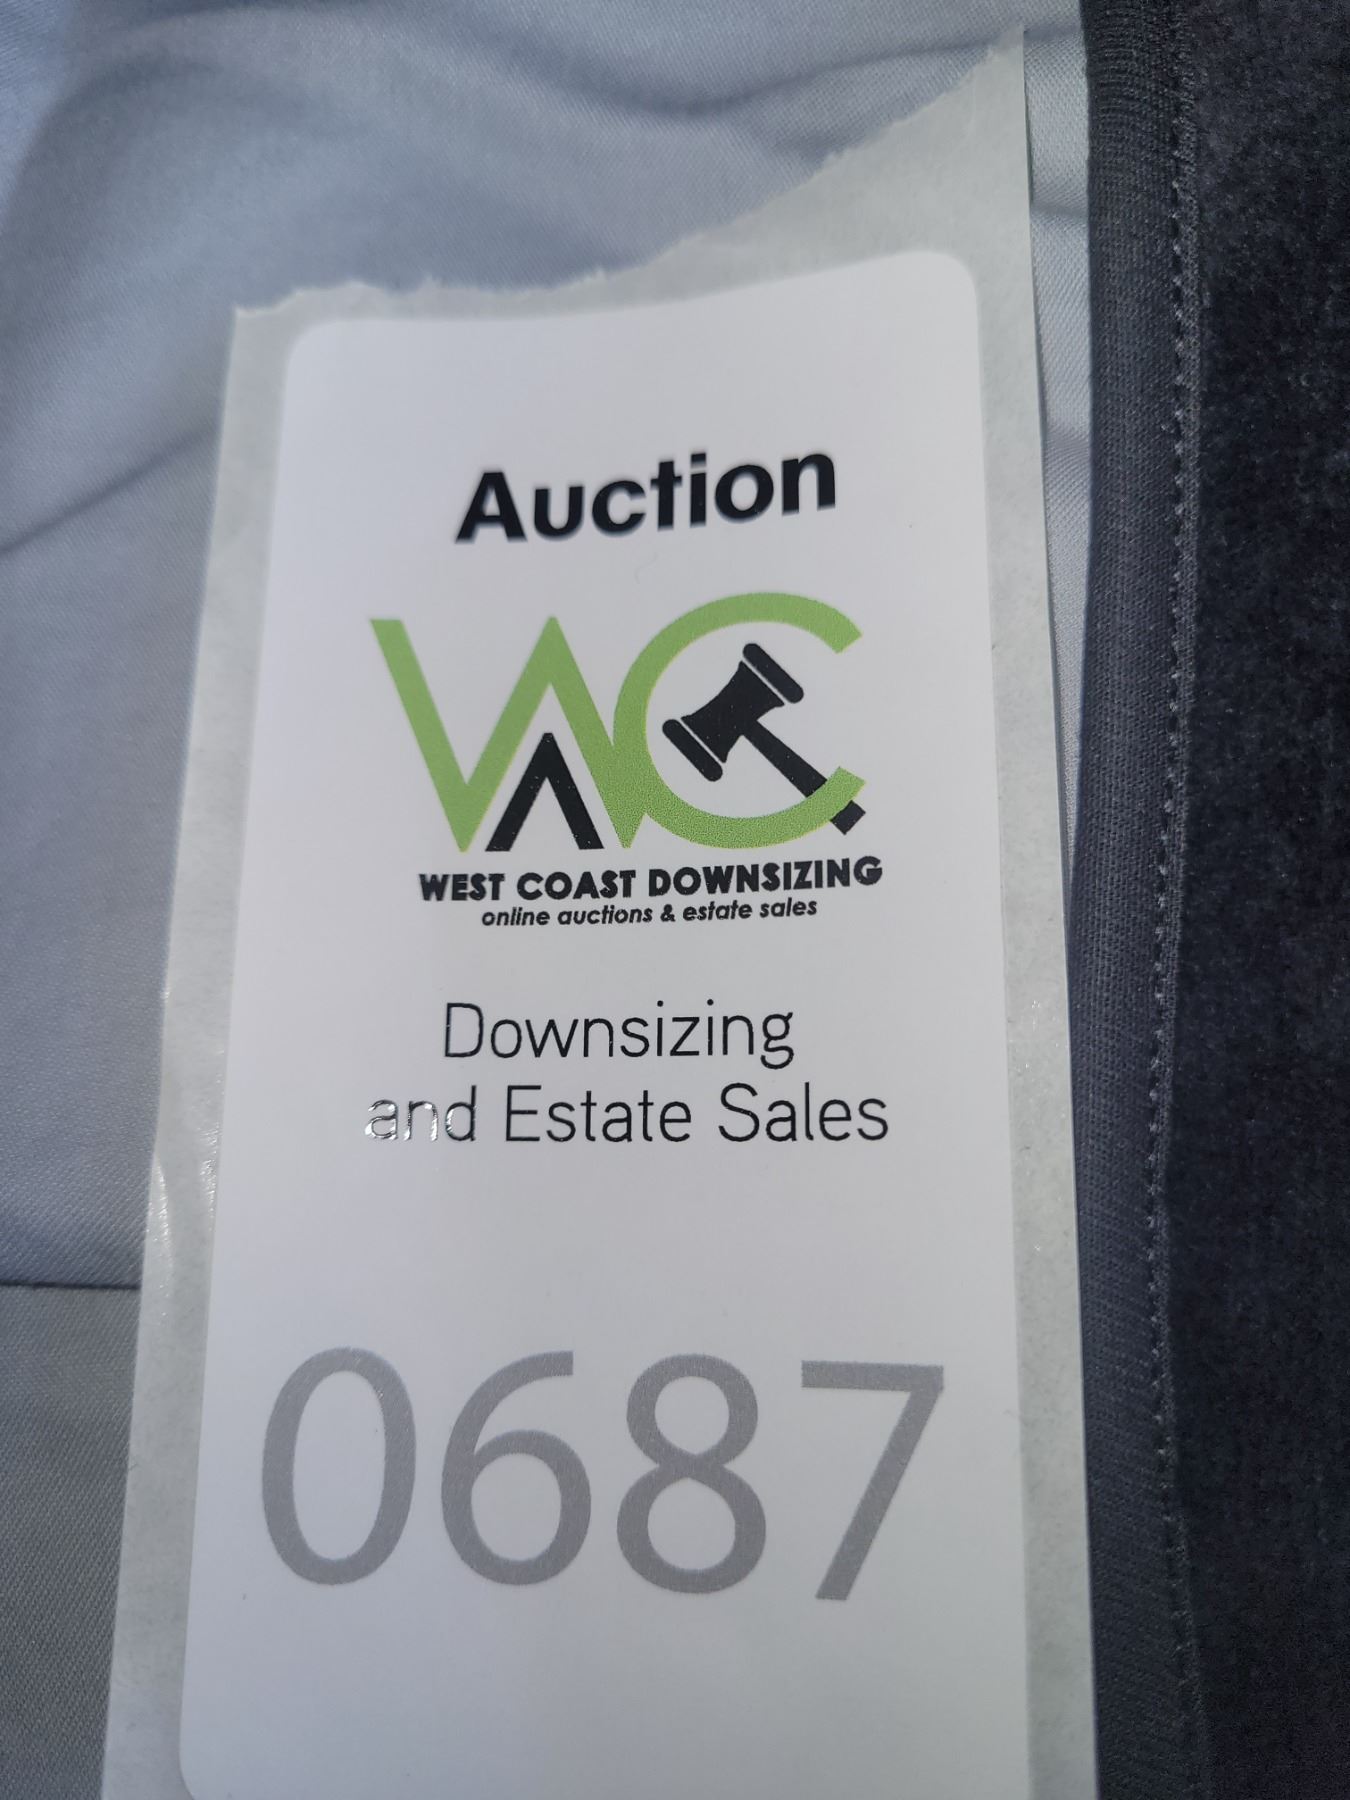 Auction
WC
WEST COAST DOWNSIZING
online auctions & estate sales
Downsizing
and Estate Sales
0687